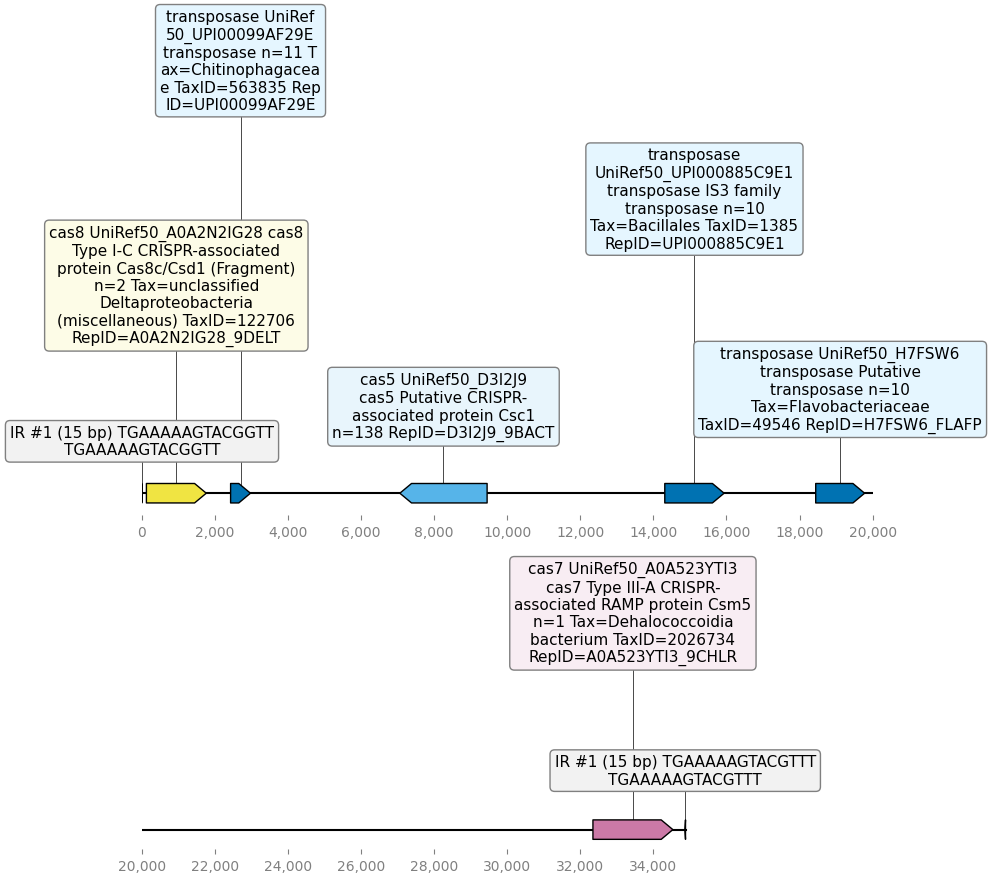 transposase UniRef
50_UPI00099AF29E
transposase n=11 T
ax=Chitinophagacea
e TaxID=563835 Rep
ID=UPI00099AF29E
transposase
UniRef50_UPI000885C9E1
transposase IS3 family
transposase n=10
Tax=Bacillales TaxID=1385
RepID=UPI000885C9E1
cas8 UniRef50_A0A2N2IG28 cas8
Type I-C CRISPR-associated
protein Cas8c/Csd1 (Fragment)
n=2 Tax=unclassified
Deltaproteobacteria
(miscellaneous) TaxID=122706
RepID=A0A2N2IG28_9DELT
transposase UniRef50_H7FSW6
transposase Putative
transposase n=10
Tax=Flavobacteriaceae
TaxID=49546 RepID=H7FSW6_FLAFP
cas5 UniRef50_D3I2J9
cas5 Putative CRISPR-
associated protein Csc1
n=138 RepID=D3I2J9_9BACT
IR #1 (15 bp) TGAAAAAGTACGGTT
TGAAAAAGTACGGTT
0 2,000 4,000 6,000 8,000 10,000 12,000 14,000 16,000 18,000 20,000
cas7 UniRef50_A0A523YTI3
cas7 Type III-A CRISPR-
associated RAMP protein Csm5
n=1 Tax=Dehalococcoidia
bacterium TaxID=2026734
RepID=A0A523YTI3_9CHLR
IR #1 (15 bp) TGAAAAAGTACGTTT
TGAAAAAGTACGTTT
20,000 22,000 24,000 26,000 28,000 30,000 32,000 34,000